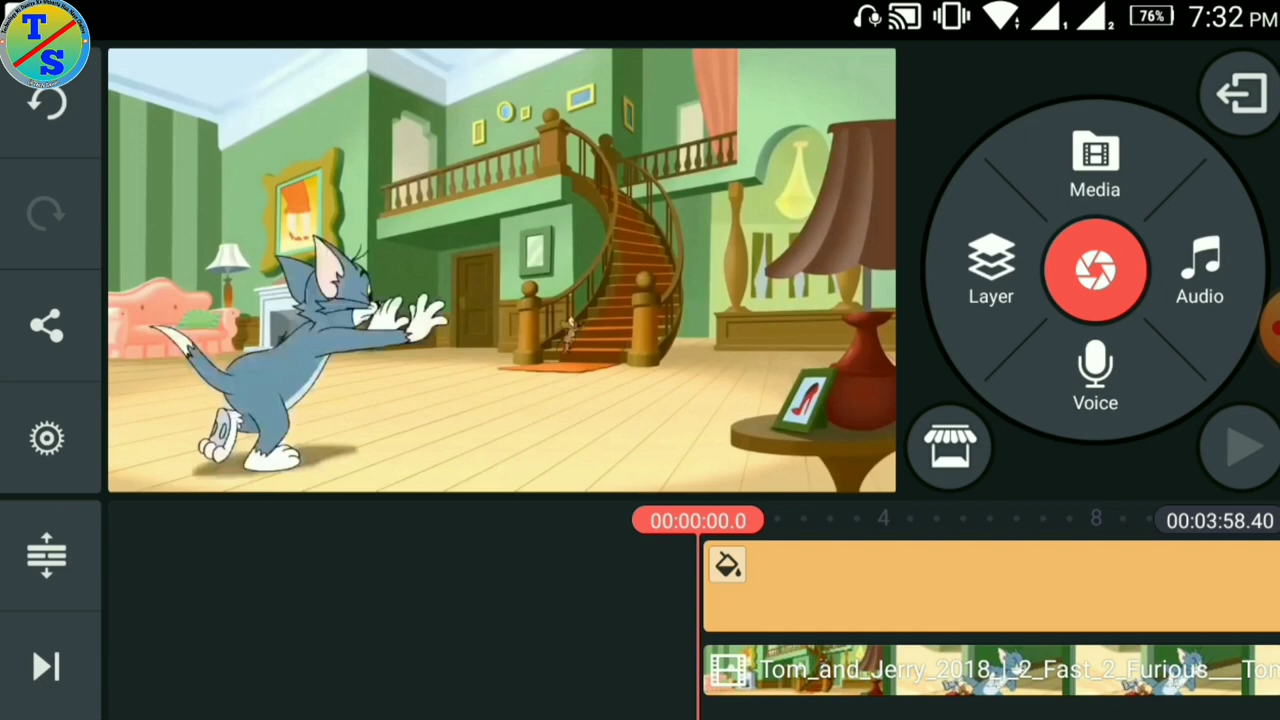 76%
7:32 PM
T
S
Media
Layer
Audio
Voice
00:00:00.0
4
8
00:03:58.40
Tom_and_Jerry_2018_|_2_Fast_2_Furious___Tom